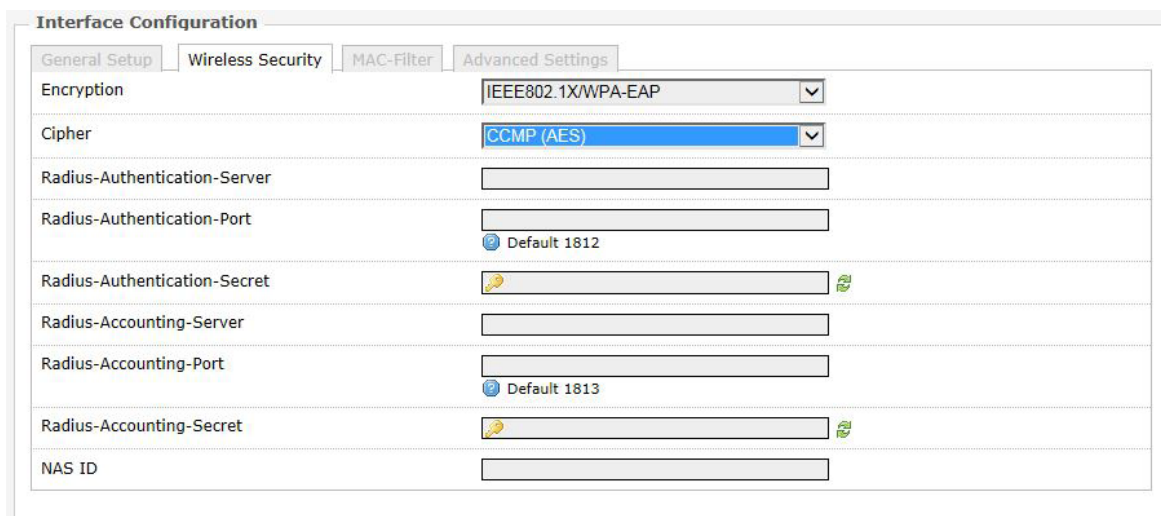 Interface Configuration
General Setup Wireless Security MAC-Filter Advanced Settings
Encryption IEEE802.1X/WPA-EAP
Cipher CCMP (AES)
Radius-Authentication-Server
Radius-Authentication-Port
Default 1812
Radius-Authentication-Secret
Radius-Accounting-Server
Radius-Accounting-Port
Default 1813
Radius-Accounting-Secret
NAS ID